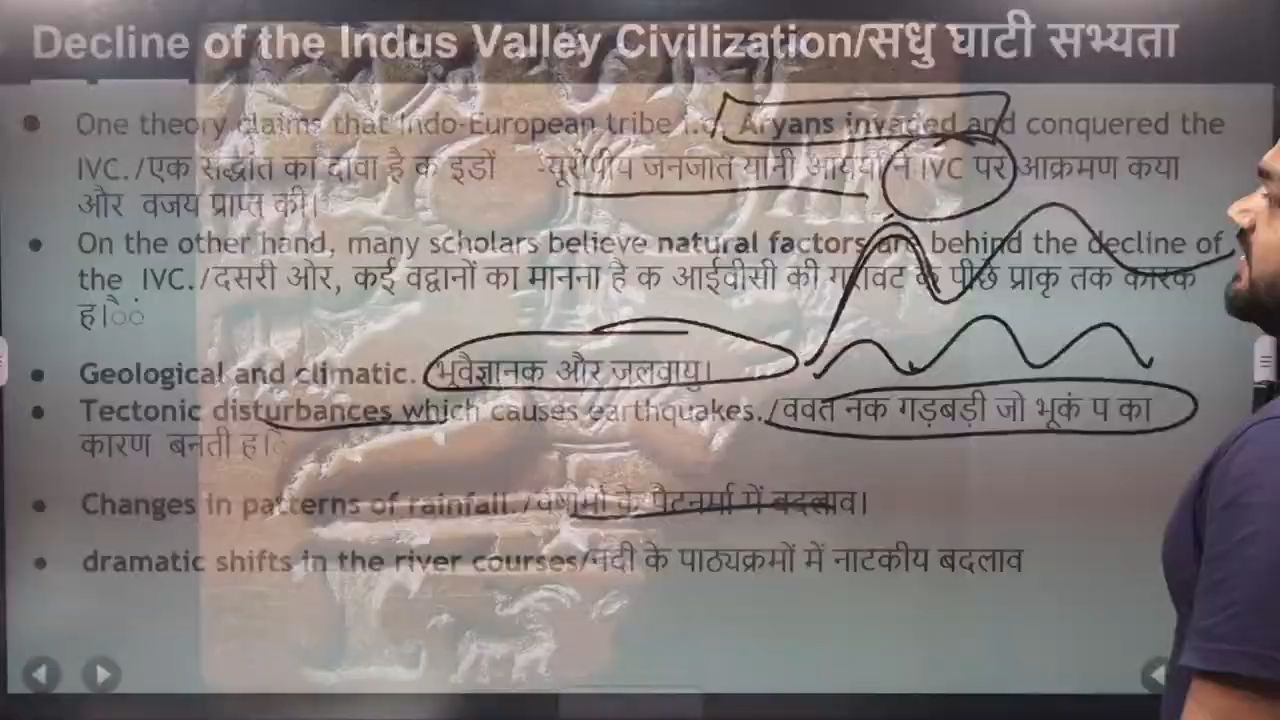 Decline of the Indus Valley Civilization/सधु घाटी सभ्यता
One theory claims that Indo-European tribe i.e. Aryans invaded and conquered the
IVC./एक सद्धांत का दावा है क इंडों -यूरोपीय जनजात यानी आर्यों ने IVC पर आक्रमण कया
और वजय प्राप्त की।
On the other hand, many scholars believe natural factors are behind the decline of
the IVC./दसरी ओर, कई वद्वानों का मानना है क आईवीसी की गरावट के पीछे प्राकृ तक कारक
ह।ैं
Geological and climatic. भूवैज्ञानक और जलवायु।
Tectonic disturbances which causes earthquakes./ववत नक गड़बड़ी जो भूकं प का
कारण बनती ह।ै
Changes in patterns of rainfall./ के में बदलाव।
dramatic shifts in the river courses/नदी के पाठ्यक्रमों में नाटकीय बदलाव